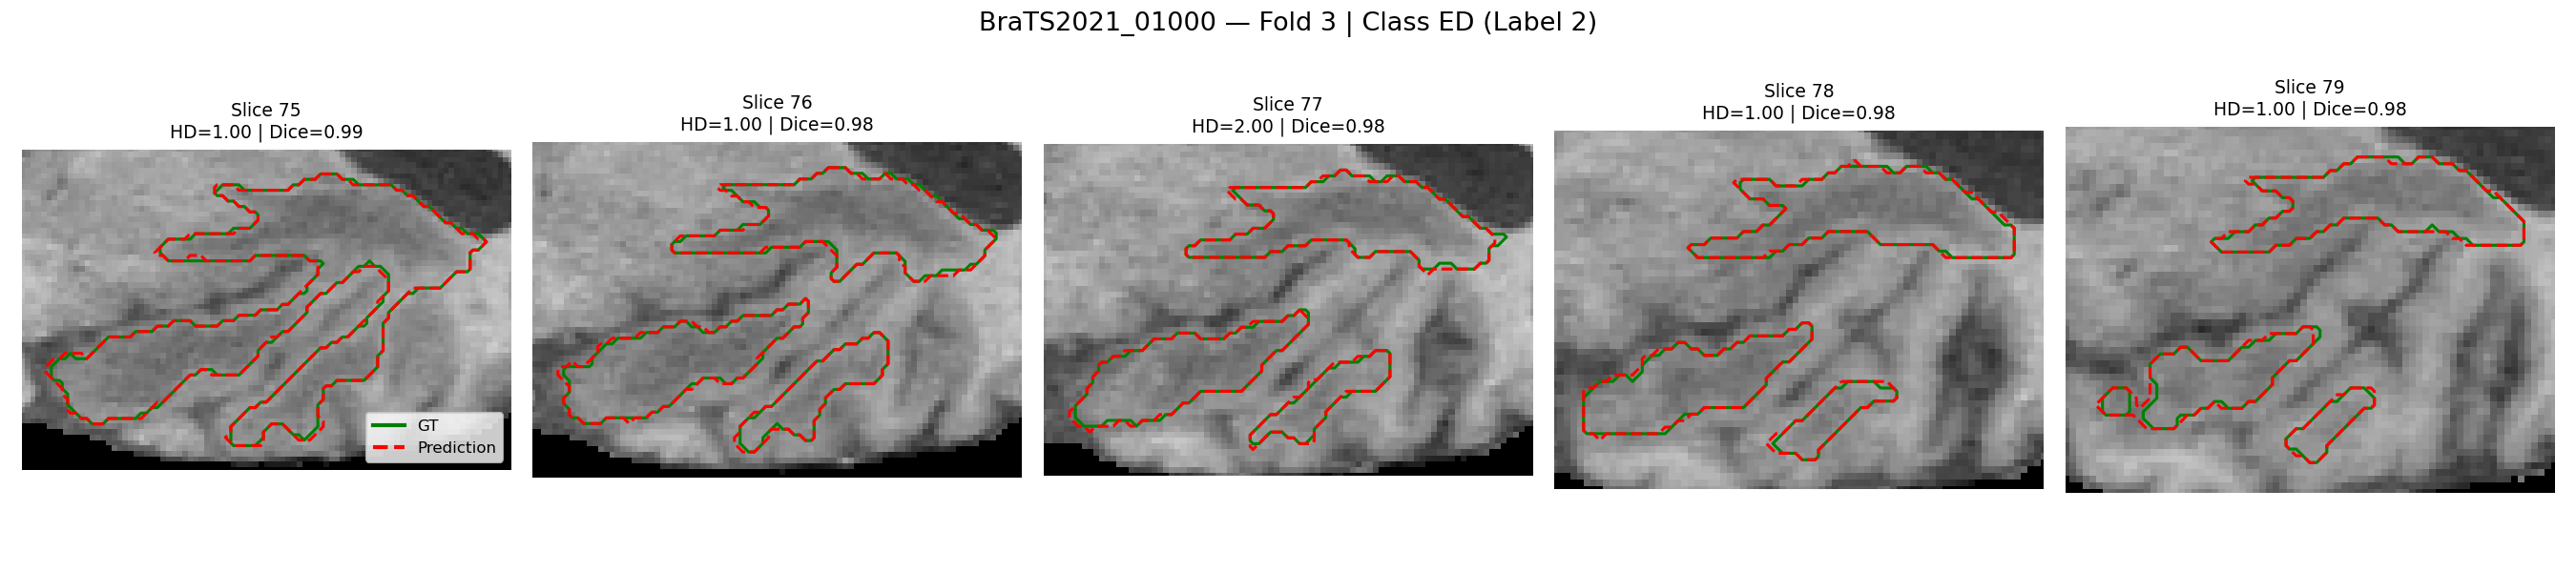 BraTS2021_01000 — Fold 3 | Class ED (Label 2)
Slice 75
HD=1.00 | Dice=0.99
Slice 76
HD=1.00 | Dice=0.98
Slice 77
HD=2.00 | Dice=0.98
Slice 78
HD=1.00 | Dice=0.98
Slice 79
HD=1.00 | Dice=0.98
GT
Prediction